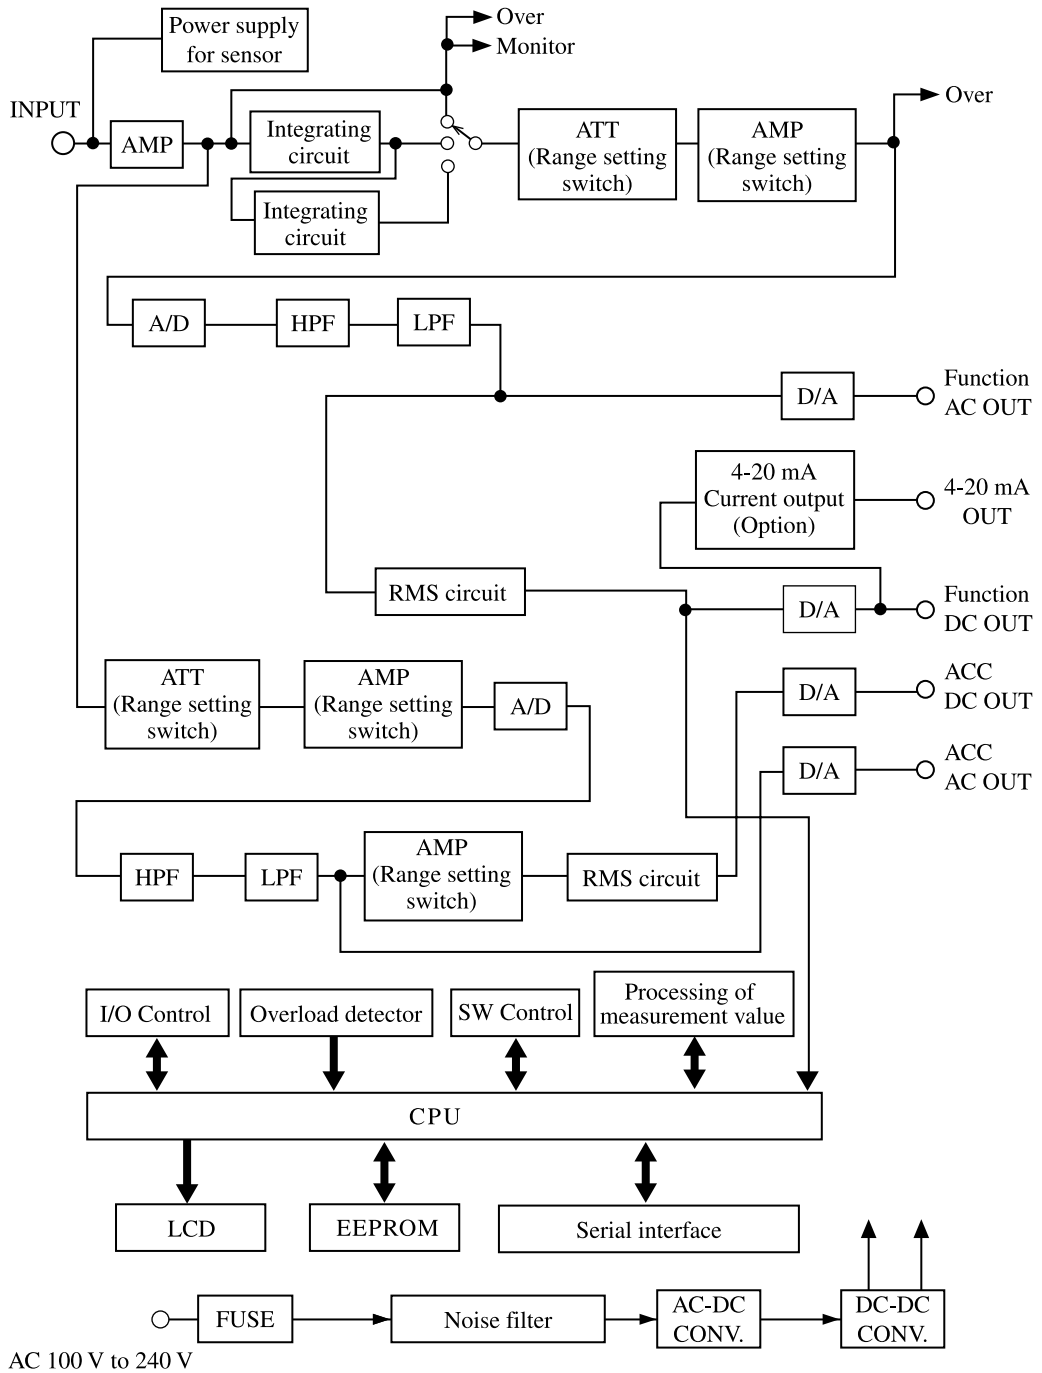 Power supply
for sensor
Over
Monitor
INPUT
AMP
Integrating
circuit
Integrating
circuit
ATT
(Range setting
switch)
AMP
(Range setting
switch)
Over
A/D
HPF
LPF
D/A
Function
AC OUT
4-20 mA
Current output
(Option)
4-20 mA
OUT
RMS circuit
D/A
Function
DC OUT
ATT
(Range setting
switch)
AMP
(Range setting
switch)
A/D
D/A
ACC
DC OUT
D/A
ACC
AC OUT
HPF
LPF
AMP
(Range setting
switch)
RMS circuit
I/O Control
Overload detector
SW Control
Processing of
measurement value
CPU
LCD
EEPROM
Serial interface
FUSE
Noise filter
AC-DC
CONV.
DC-DC
CONV.
AC 100 V to 240 V